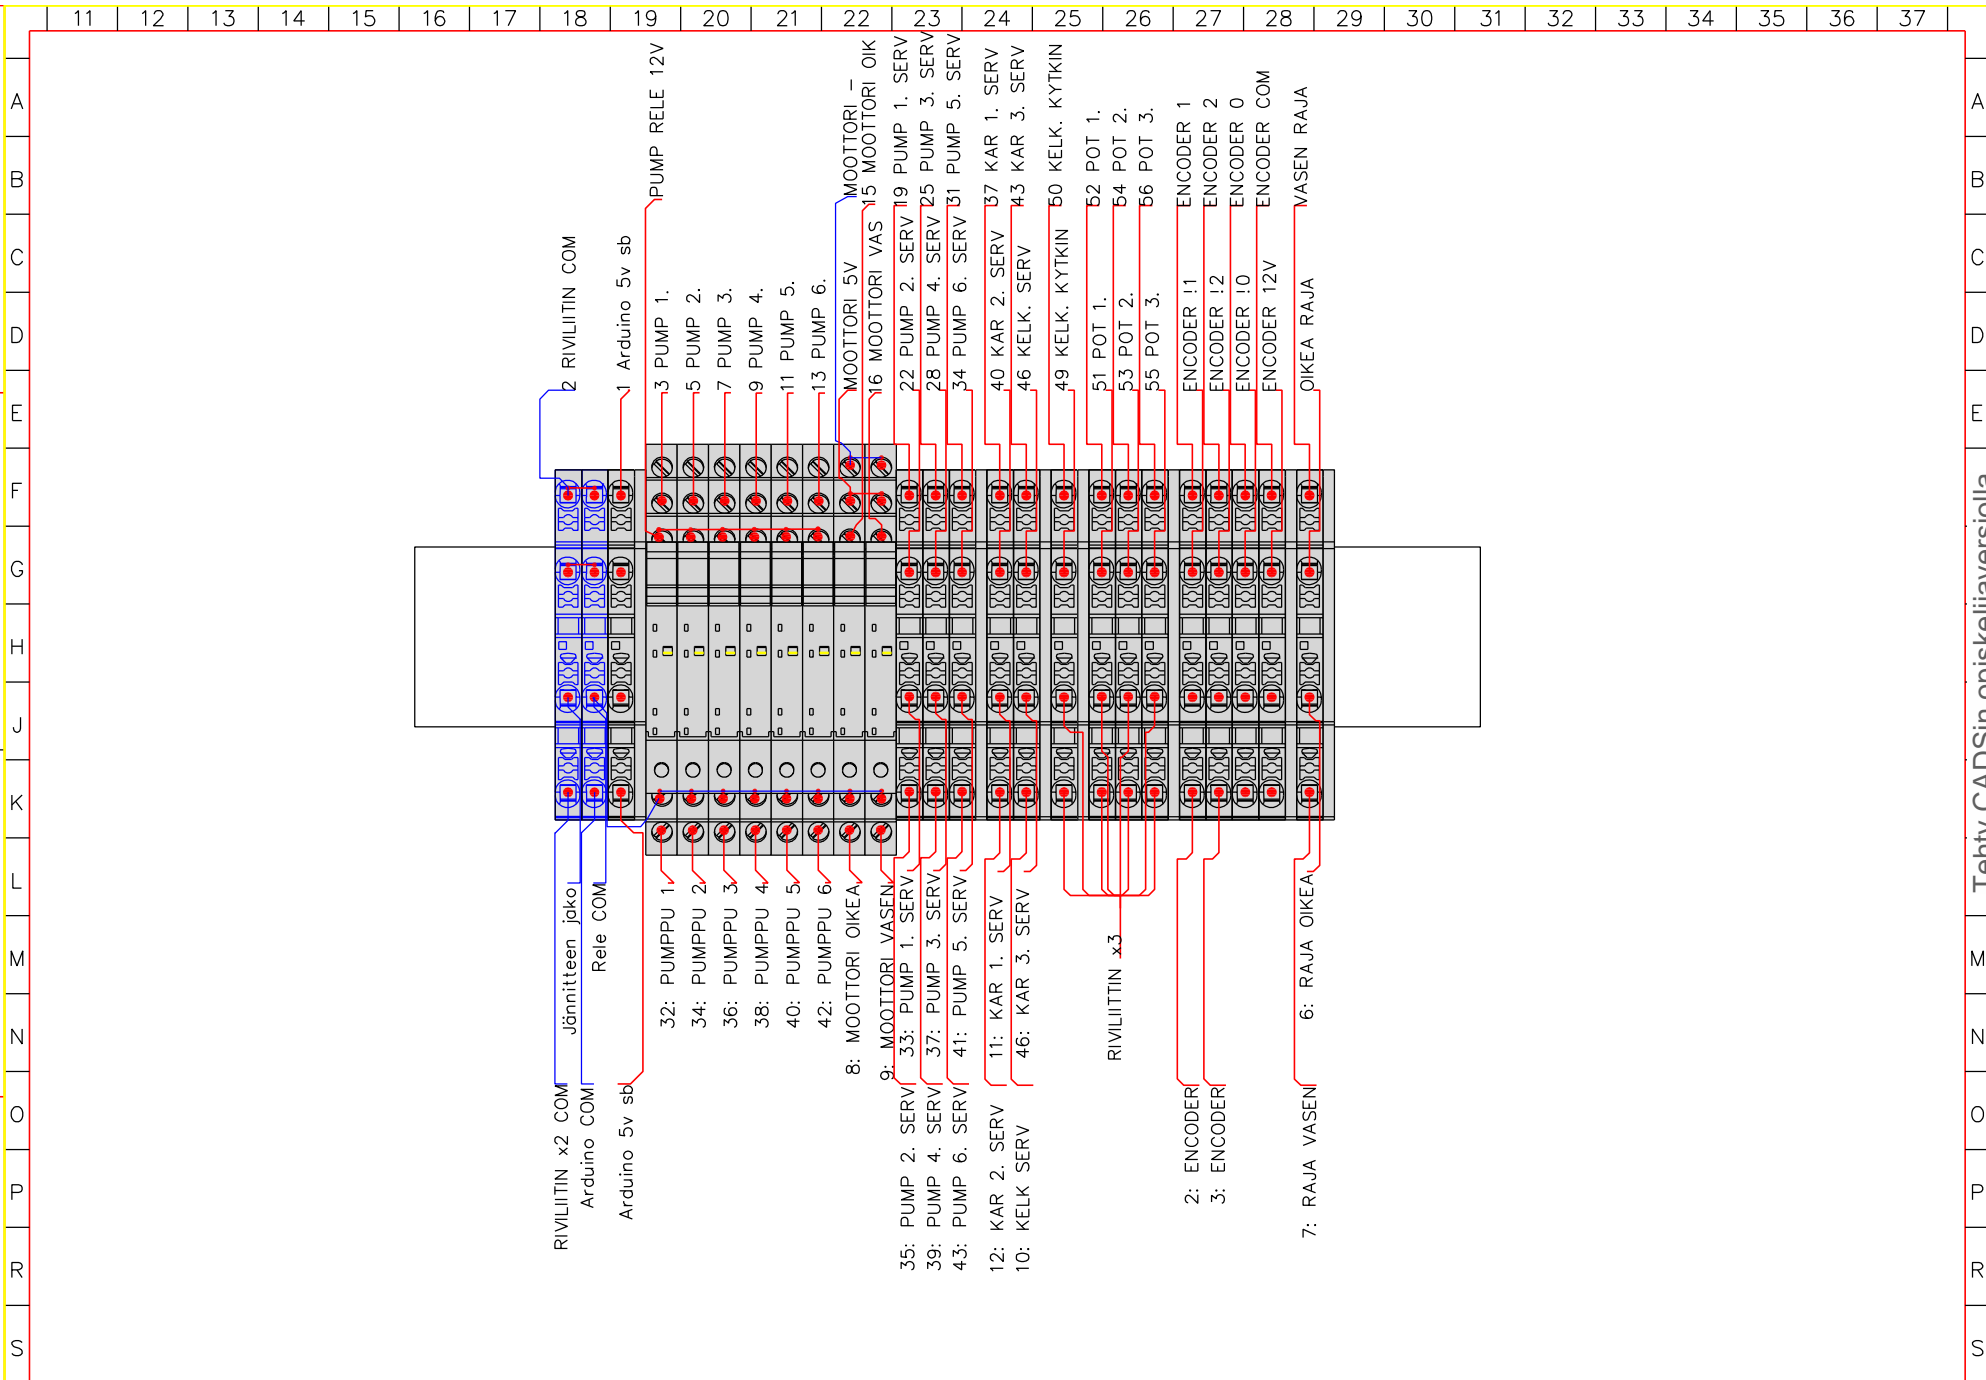 11 12 13 14 15 16 17 18 19 20 21 22 23 24 25 26 27 28 29 30 31 32 33 34 35 36 37
A
B
C
D
E
F
G
H
J
K
L
M
N
O
P
R
S
2 RIVILIITIN COM
1 Arduino 5v sb
PUMP RELE 12V
3 PUMP 1.
5 PUMP 2.
7 PUMP 3.
9 PUMP 4.
11 PUMP 5.
13 PUMP 6.
MOOTTORI –
MOOTTORI 5V
15 MOOTTORI OIK
16 MOOTTORI VAS
19 PUMP 1. SERV
22 PUMP 2. SERV
25 PUMP 3. SERV
28 PUMP 4. SERV
31 PUMP 5. SERV
34 PUMP 6. SERV
37 KAR 1. SERV
40 KAR 2. SERV
43 KAR 3. SERV
46 KELK. SERV
50 KELK. KYTKIN
49 KELK. KYTKIN
52 POT 1.
51 POT 1.
54 POT 2.
53 POT 2.
56 POT 3.
55 POT 3.
ENCODER 1
ENCODER !1
ENCODER 2
ENCODER !2
ENCODER 0
ENCODER !0
ENCODER COM
ENCODER 12V
VASEN RAJA
OIKEA RAJA
RIVILIITIN x2 COM
Jännitteen jako
Arduino COM
Rele COM
Arduino 5v sb
32: PUMPPU 1
34: PUMPPU 2
36: PUMPPU 3
38: PUMPPU 4
40: PUMPPU 5
42: PUMPPU 6
8: MOOTTORI OIKEA
9: MOOTTORI VASEN
33: PUMP 1. SERV
35: PUMP 2. SERV
37: PUMP 3. SERV
39: PUMP 4. SERV
41: PUMP 5. SERV
43: PUMP 6. SERV
11: KAR 1. SERV
12: KAR 2. SERV
46: KAR 3. SERV
10: KELK SERV
RIVILIITTIN x3
2: ENCODER
3: ENCODER
6: RAJA OIKEA
7: RAJA VASEN
Tehty CADSin opiskelijaversiolla
A
B
C
D
E
F
G
H
J
K
L
M
N
O
P
R
S